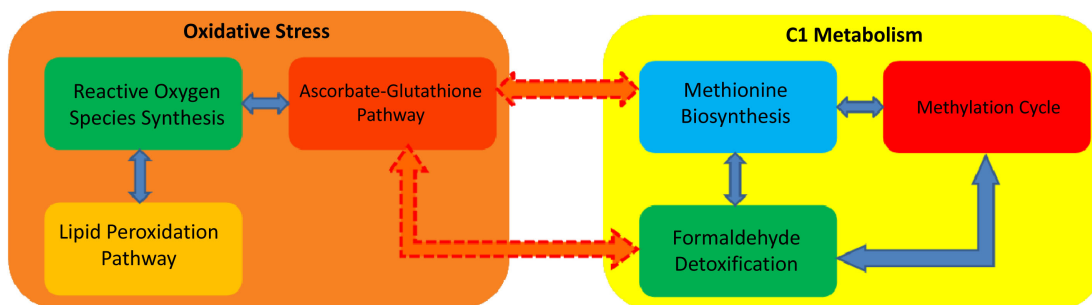 Oxidative Stress
Reactive Oxygen
Species Synthesis
Ascorbate-Glutathione
Pathway
Lipid Peroxidation
Pathway
C1 Metabolism
Methionine
Biosynthesis
Methylation Cycle
Formaldehyde
Detoxification